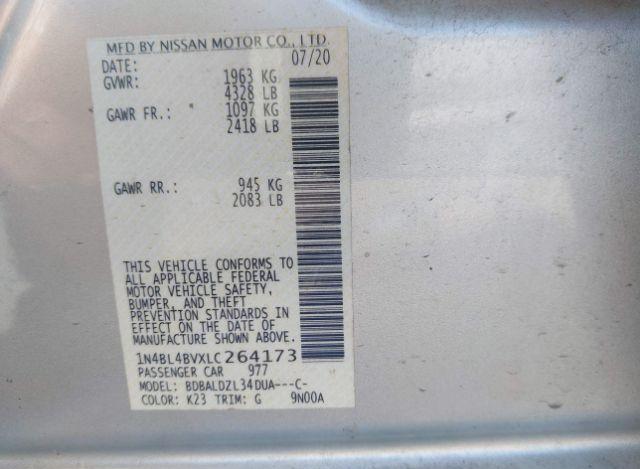 MFD BY NISSAN MOTOR CO., LTD.
DATE: 07/20
GVWR: 1963 KG
4328 LB
GAWR FR.: 1097 KG
2418 LB
GAWR RR.: 945 KG
2083 LB
THIS VEHICLE CONFORMS TO
ALL APPLICABLE FEDERAL
MOTOR VEHICLE SAFETY,
BUMPER, AND THEFT
PREVENTION STANDARDS IN
EFFECT ON THE DATE OF
MANUFACTURE SHOWN ABOVE.
1N4BL4BVXLC264173
PASSENGER CAR 977
MODEL: BDBALDZL34DUA---C-
COLOR: K23 TRIM: G 9N00A